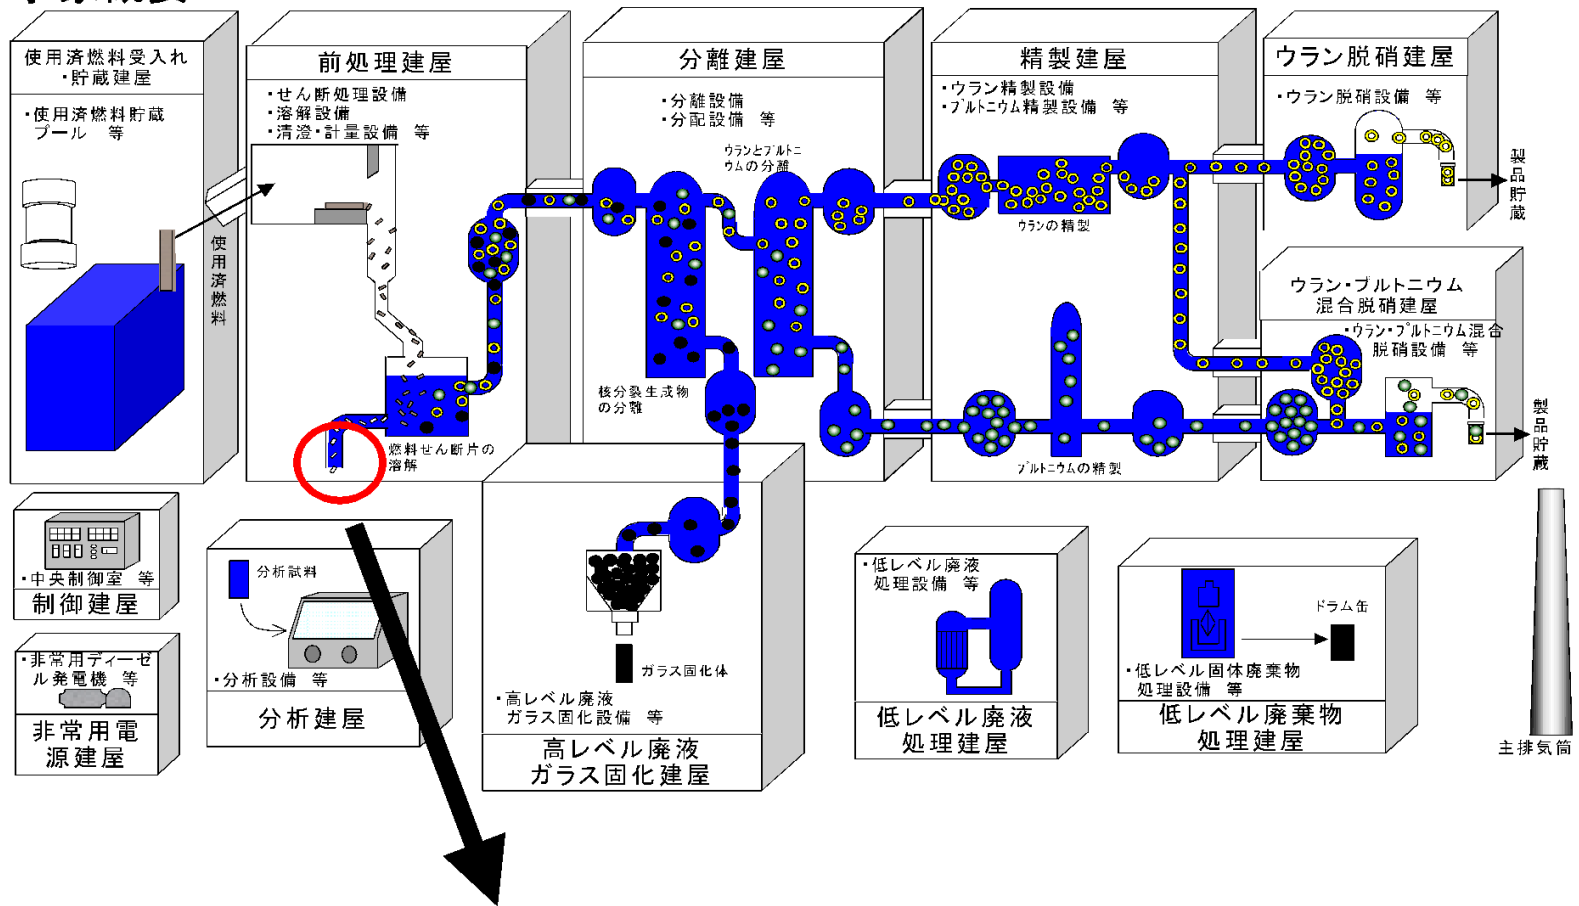 使用済燃料受入れ
・貯蔵建屋
・使用済燃料貯蔵
プール 等
使用済燃料
前処理建屋
・せん断処理設備
・溶解設備
・清澄・計量設備 等
燃料せん断片の
溶解
分離建屋
・分離設備
・分配設備 等
ウランとプルトニ
ウムの分離
核分裂生成物
の分離
精製建屋
・ウラン精製設備
・プルトニウム精製設備 等
ウランの精製
プルトニウムの精製
ウラン脱硝建屋
・ウラン脱硝設備 等
製品貯蔵
ウラン・プルトニウム
混合脱硝建屋
・ウラン・プルトニウム混合
脱硝設備 等
製品貯蔵
・中央制御室 等
制御建屋
・非常用ディーゼ
ル発電機 等
非常用電
源建屋
分析試料
・分析設備 等
分析建屋
ガラス固化体
・高レベル廃液
ガラス固化設備 等
高レベル廃液
ガラス固化建屋
・低レベル廃液
処理設備 等
低レベル廃液
処理建屋
ドラム缶
・低レベル固体廃棄物
処理設備 等
低レベル廃棄物
処理建屋
主排気筒